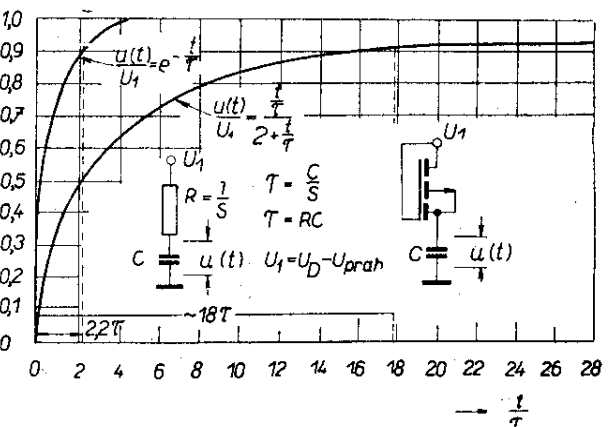 1,0
0,9
0,8
0,7
0,6
0,5
0,4
0,3
0,2
0,1
0
u(t)/U1 = e^-t/τ
u(t)/U1 = t/τ / 2+t/τ
U1
R = 1/S
C
u(t)
τ = C/S
τ = RC
U1=UD-Uprah
U1
C
u(t)
~18τ
2,2τ
0 2 4 6 8 10 12 14 16 18 20 22 24 26 28
t/τ